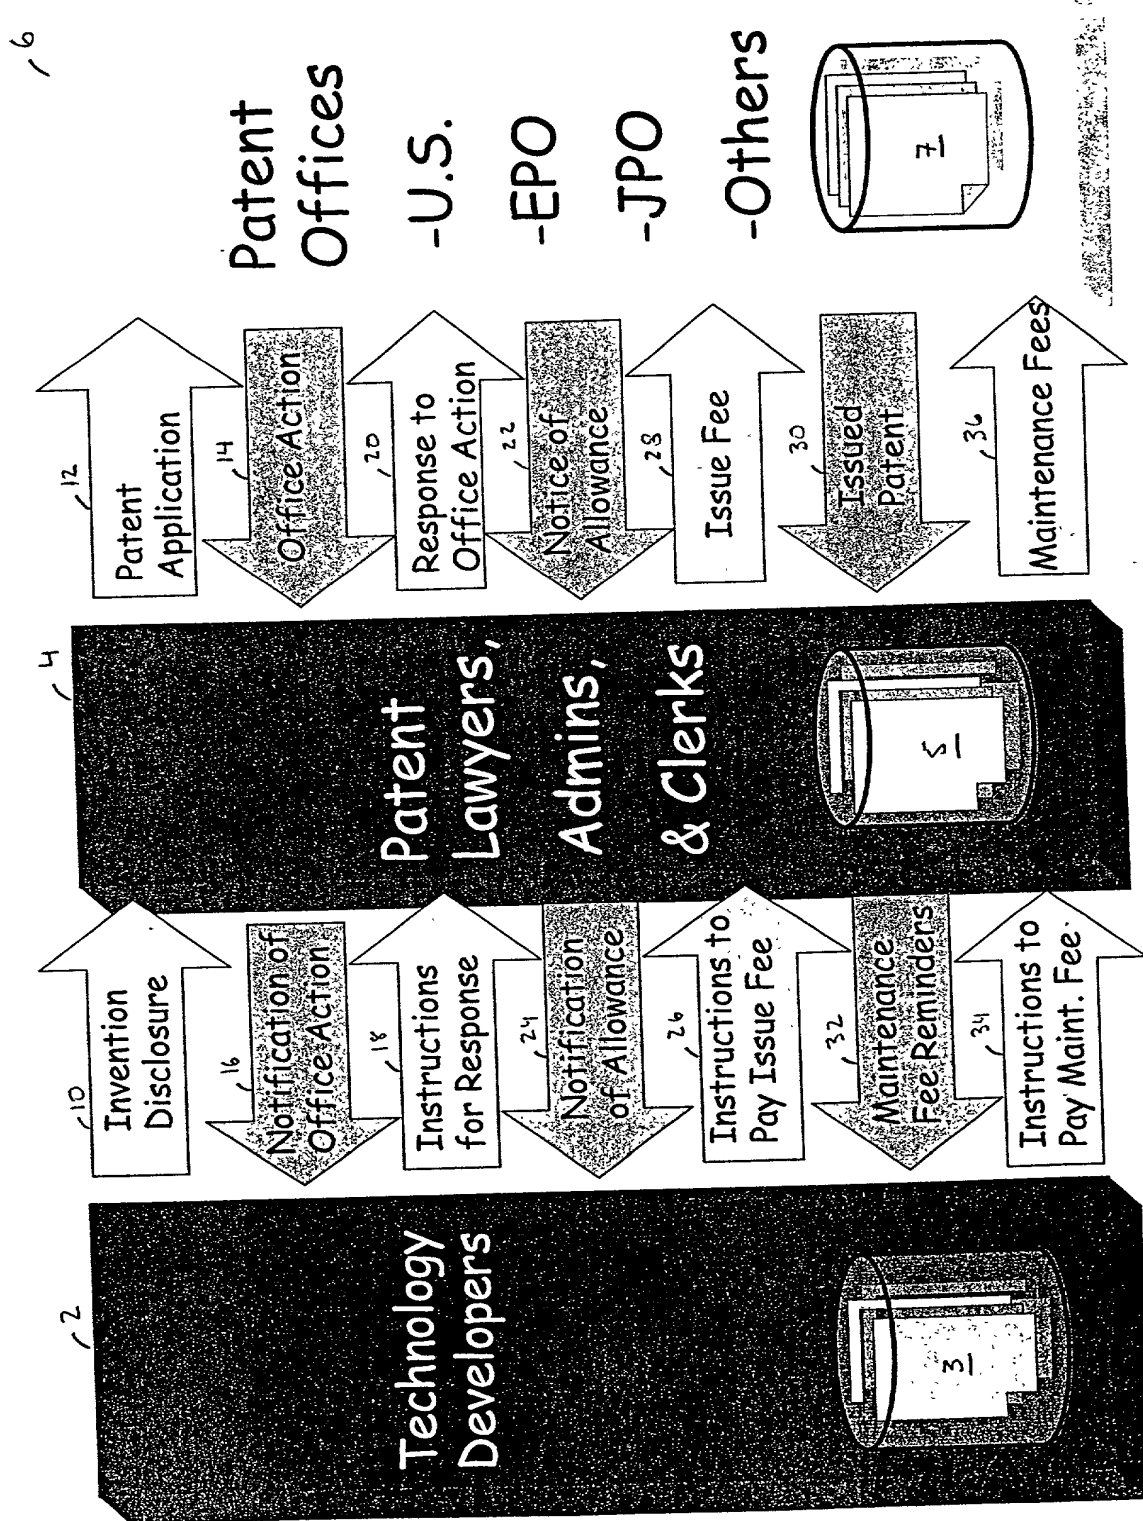 2
Technology
Developers
3
10
Invention
Disclosure
16
Notification of
Office Action
18
Instructions
for Response
24
Notification
of Allowance
26
Instructions to
Pay Issue Fee
32
Maintenance
Fee Reminders
34
Instructions to
Pay Maint. Fee
4
Patent
Lawyers,
Admins,
& Clerks
5
12
Patent
Application
14
Office Action
20
Response to
Office Action
22
Notice of
Allowance
28
Issue Fee
30
Issued
Patent
36
Maintenance Fees
6
Patent
Offices
-U.S.
-EPO
-JPO
-Others
7